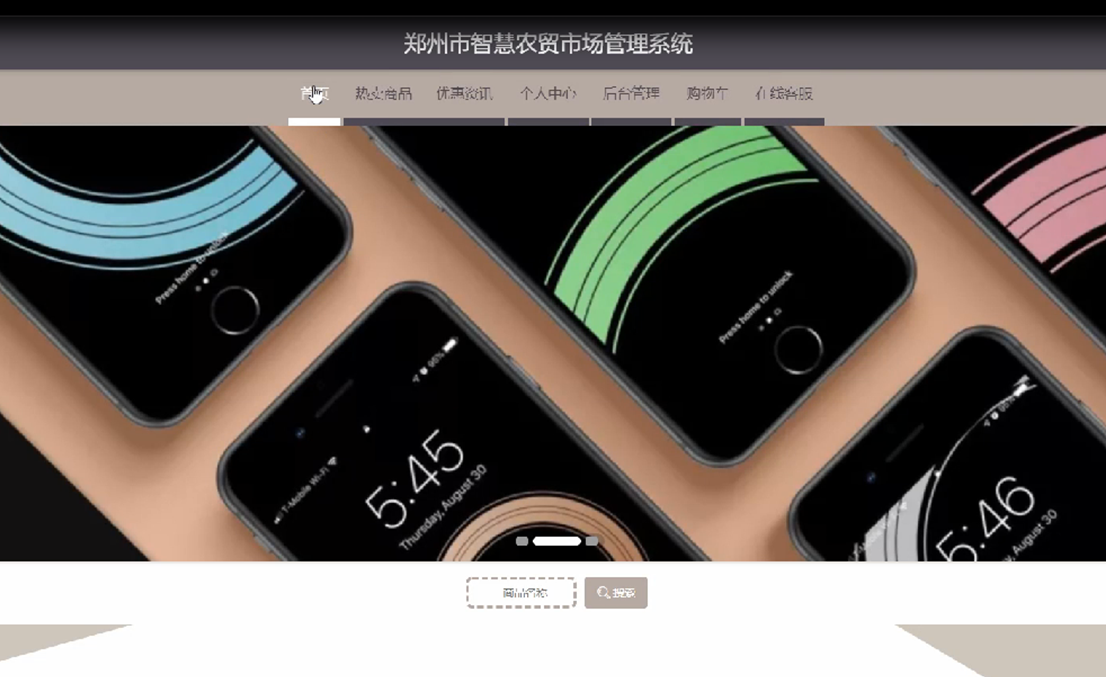 郑州市智慧农贸市场管理系统
首页 热卖商品 优惠资讯 个人中心 后台管理 购物车 在线客服
Press home to unlock
Press home to unlock
95%
T-Mobile Wi-Fi
5:45
Thursday, August 30
5:46
day, August 30
商品名称 搜索